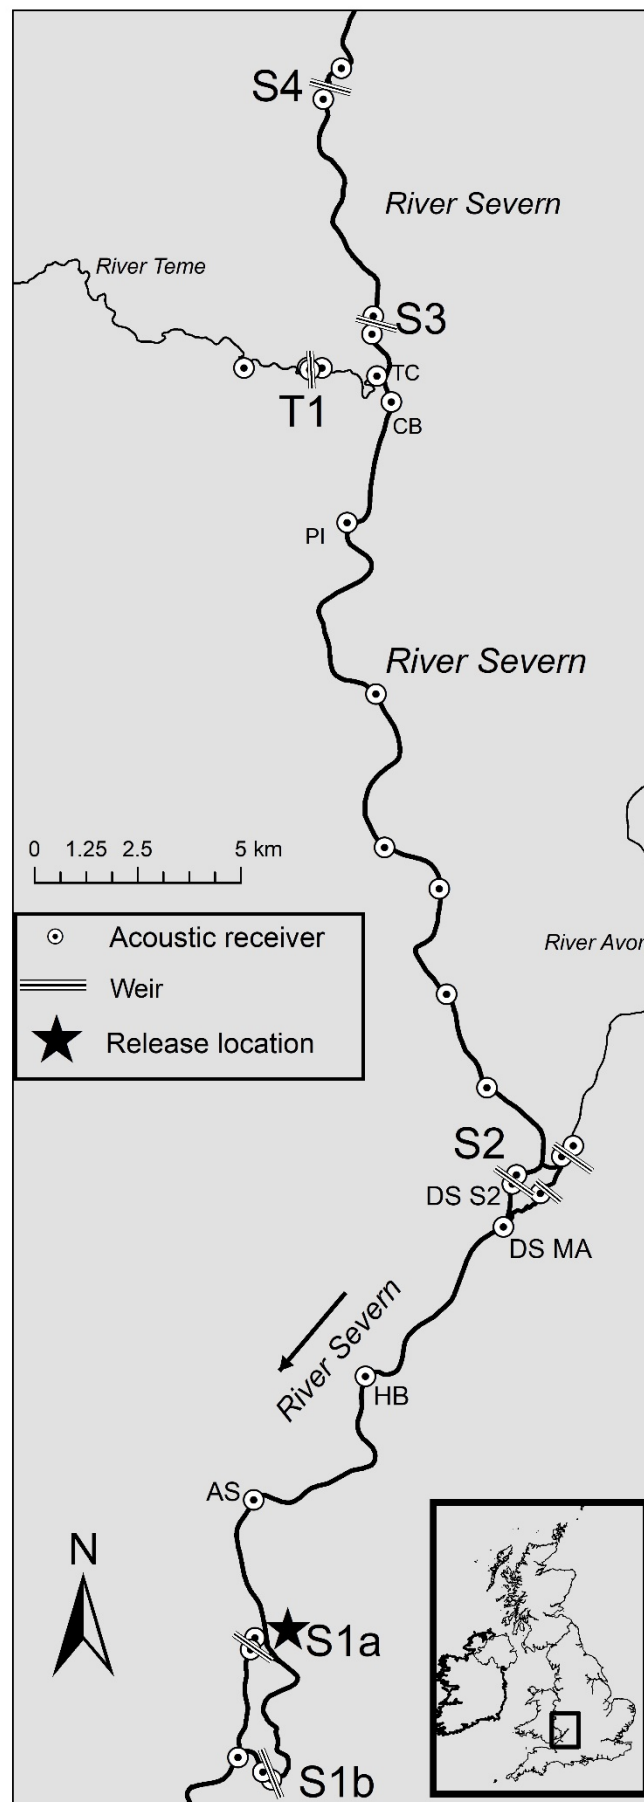 S4
River Severn
River Teme
S3
TC
T1
CB
PI
River Severn
0 1.25 2.5 5 km
Acoustic receiver
Weir
River Avon
Release location
S2
DS S2
DS MA
River Severn
HB
AS
N
S1a
S1b